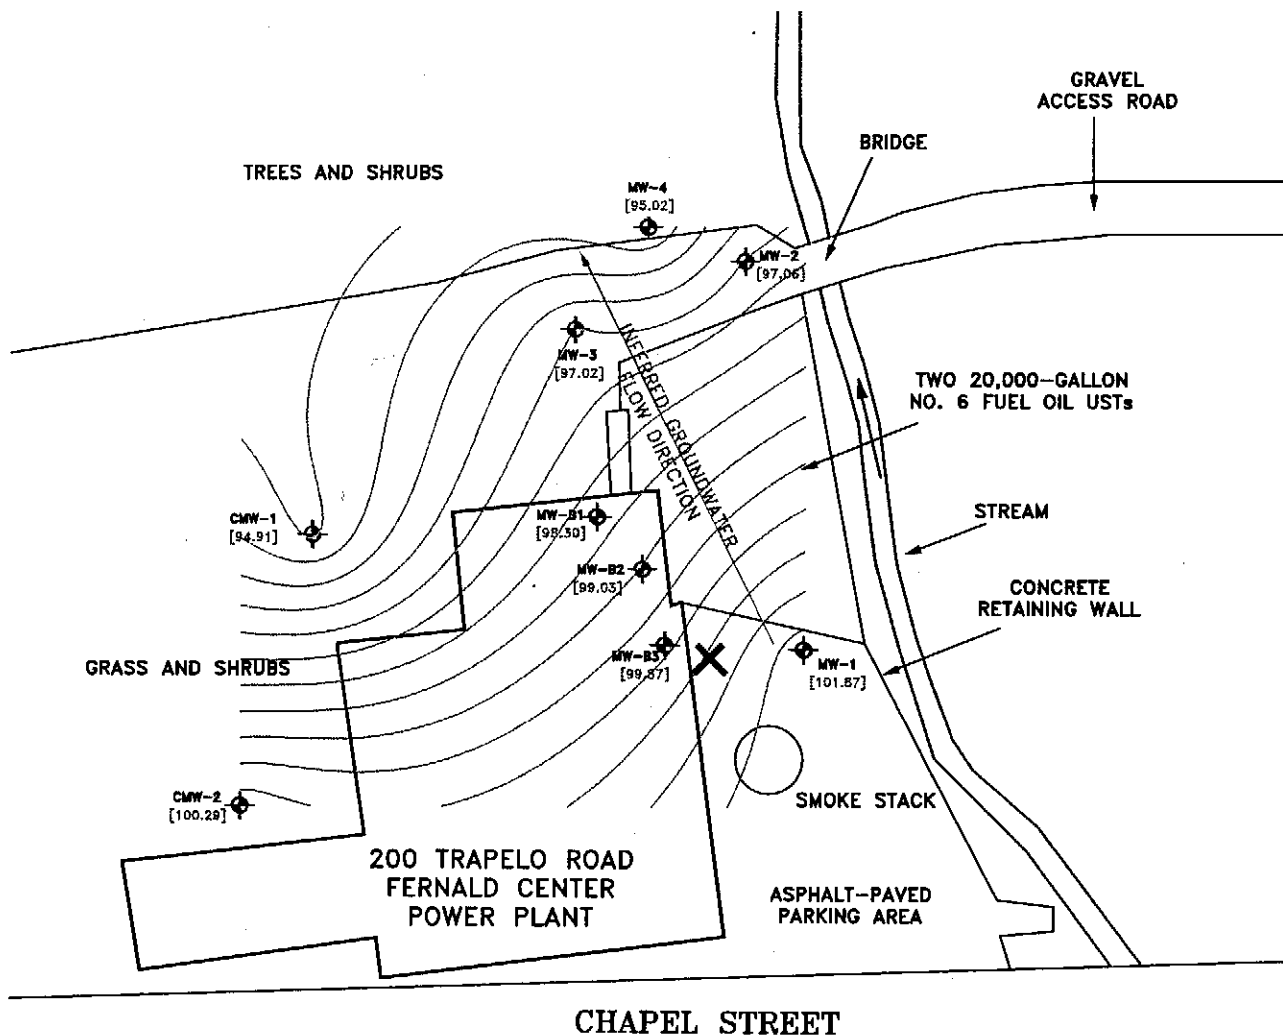 GRAVEL
ACCESS ROAD
BRIDGE
TREES AND SHRUBS
MW-4
[95.02]
MW-2
[97.06]
MW-3
[97.02]
INFERRED GROUNDWATER
FLOW DIRECTION
TWO 20,000-GALLON
NO. 6 FUEL OIL USTs
CMW-1
[94.91]
MW-B1
[98.30]
STREAM
MW-B2
[99.03]
CONCRETE
RETAINING WALL
GRASS AND SHRUBS
MW-B3
MW-1
[101.87]
CMW-2
[100.29]
SMOKE STACK
200 TRAPELO ROAD
FERNALD CENTER
POWER PLANT
ASPHALT-PAVED
PARKING AREA
CHAPEL STREET